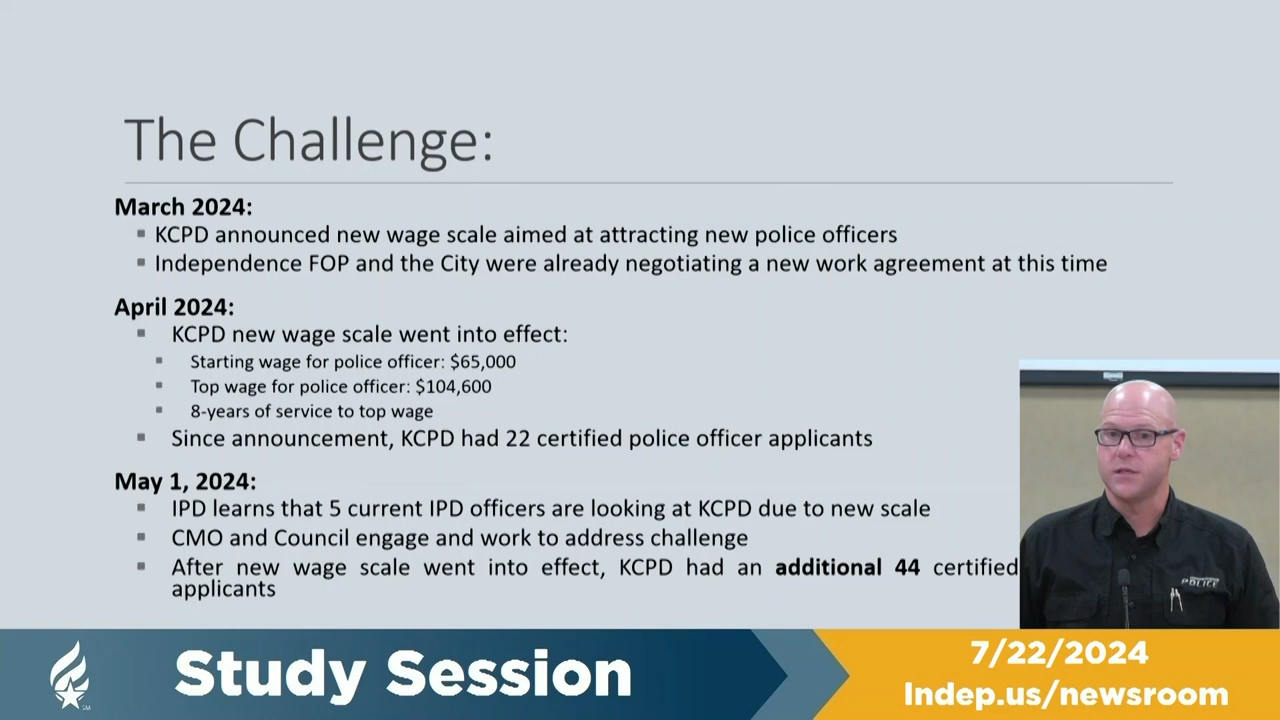 The Challenge:
March 2024:
▪ KCPD announced new wage scale aimed at attracting new police officers
▪ Independence FOP and the City were already negotiating a new work agreement at this time
April 2024:
▪ KCPD new wage scale went into effect:
▪ Starting wage for police officer: $65,000
▪ Top wage for police officer: $104,600
▪ 8-years of service to top wage
▪ Since announcement, KCPD had 22 certified police officer applicants
May 1, 2024:
▪ IPD learns that 5 current IPD officers are looking at KCPD due to new scale
▪ CMO and Council engage and work to address challenge
▪ After new wage scale went into effect, KCPD had an additional 44 certified
applicants
POLICE
Study Session
7/22/2024
Indep.us/newsroom